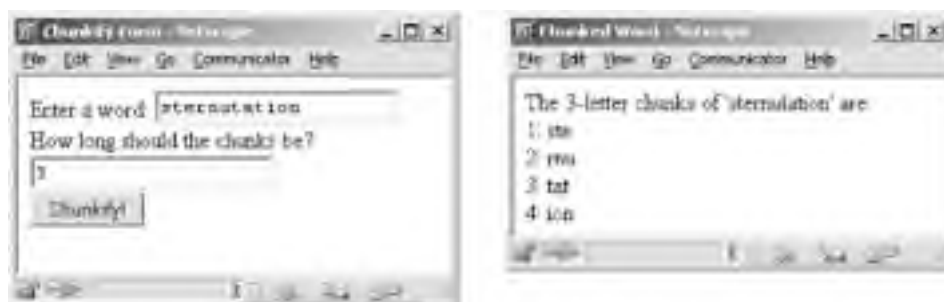 Chunkify Form - Netscape
File Edit View Go Communicator Help
Enter a word: sternutation
How long should the chunks be?
3
Chunkify!
Chunked Word - Netscape
File Edit View Go Communicator Help
The 3-letter chunks of 'sternutation' are:
1: ste
2: rnu
3: tat
4: ion